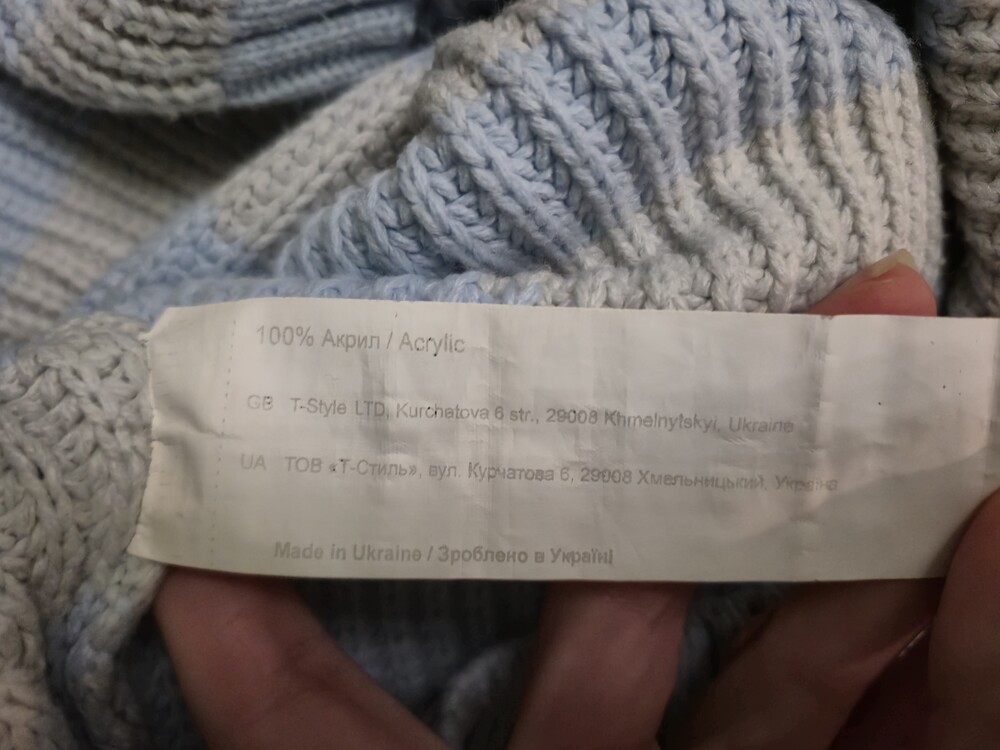 100% Акрил / Acrylic
GB T-Style LTD, Kurchatova 6 str., 29008 Khmelnytskyi, Ukraine
UA ТОВ «Т-Стиль», вул. Курчатова 6, 29008 Хмельницький, Україна
Made in Ukraine / Зроблено в Україні